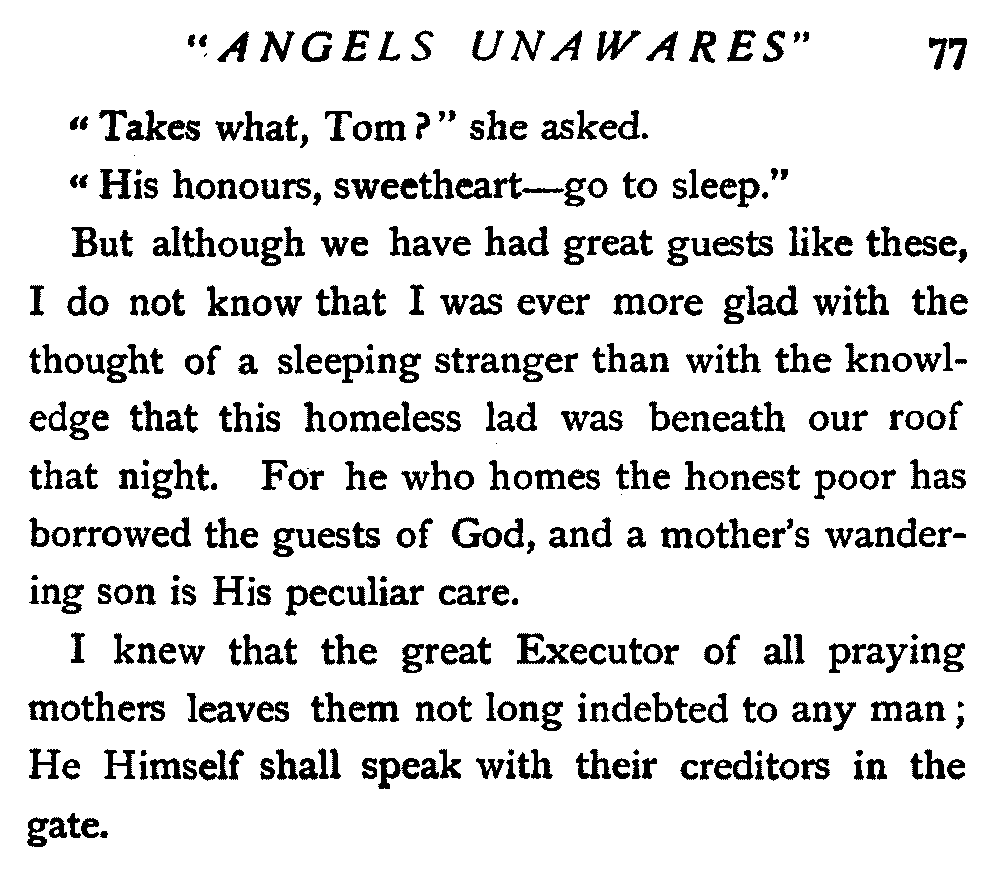 "ANGELS UNAWARES" 77
"Takes what, Tom?" she asked.
"His honours, sweetheart—go to sleep."
But although we have had great guests like these,
I do not know that I was ever more glad with the
thought of a sleeping stranger than with the knowl-
edge that this homeless lad was beneath our roof
that night. For he who homes the honest poor has
borrowed the guests of God, and a mother's wander-
ing son is His peculiar care.
I knew that the great Executor of all praying
mothers leaves them not long indebted to any man;
He Himself shall speak with their creditors in the
gate.